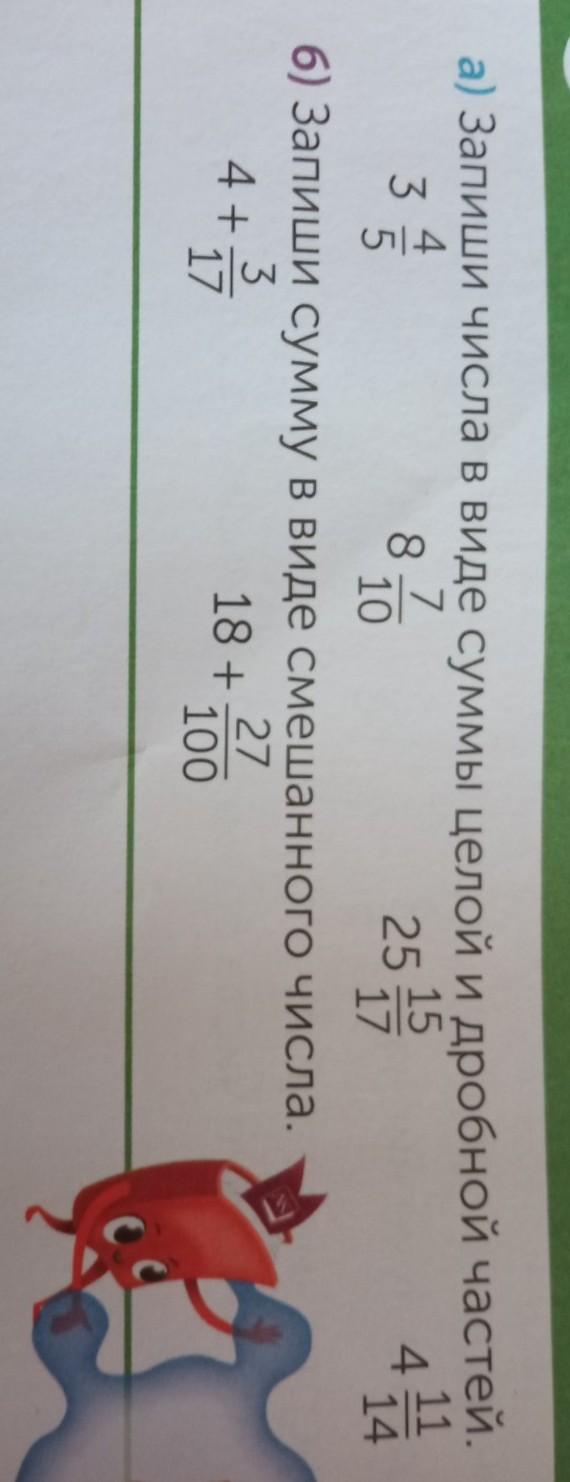 а) Запиши числа в виде суммы целой и дробной частей.
3 4/5 8 7/10 25 15/17 4 11/14
б) Запиши сумму в виде смешанного числа.
4 + 3/17 18 + 27/100